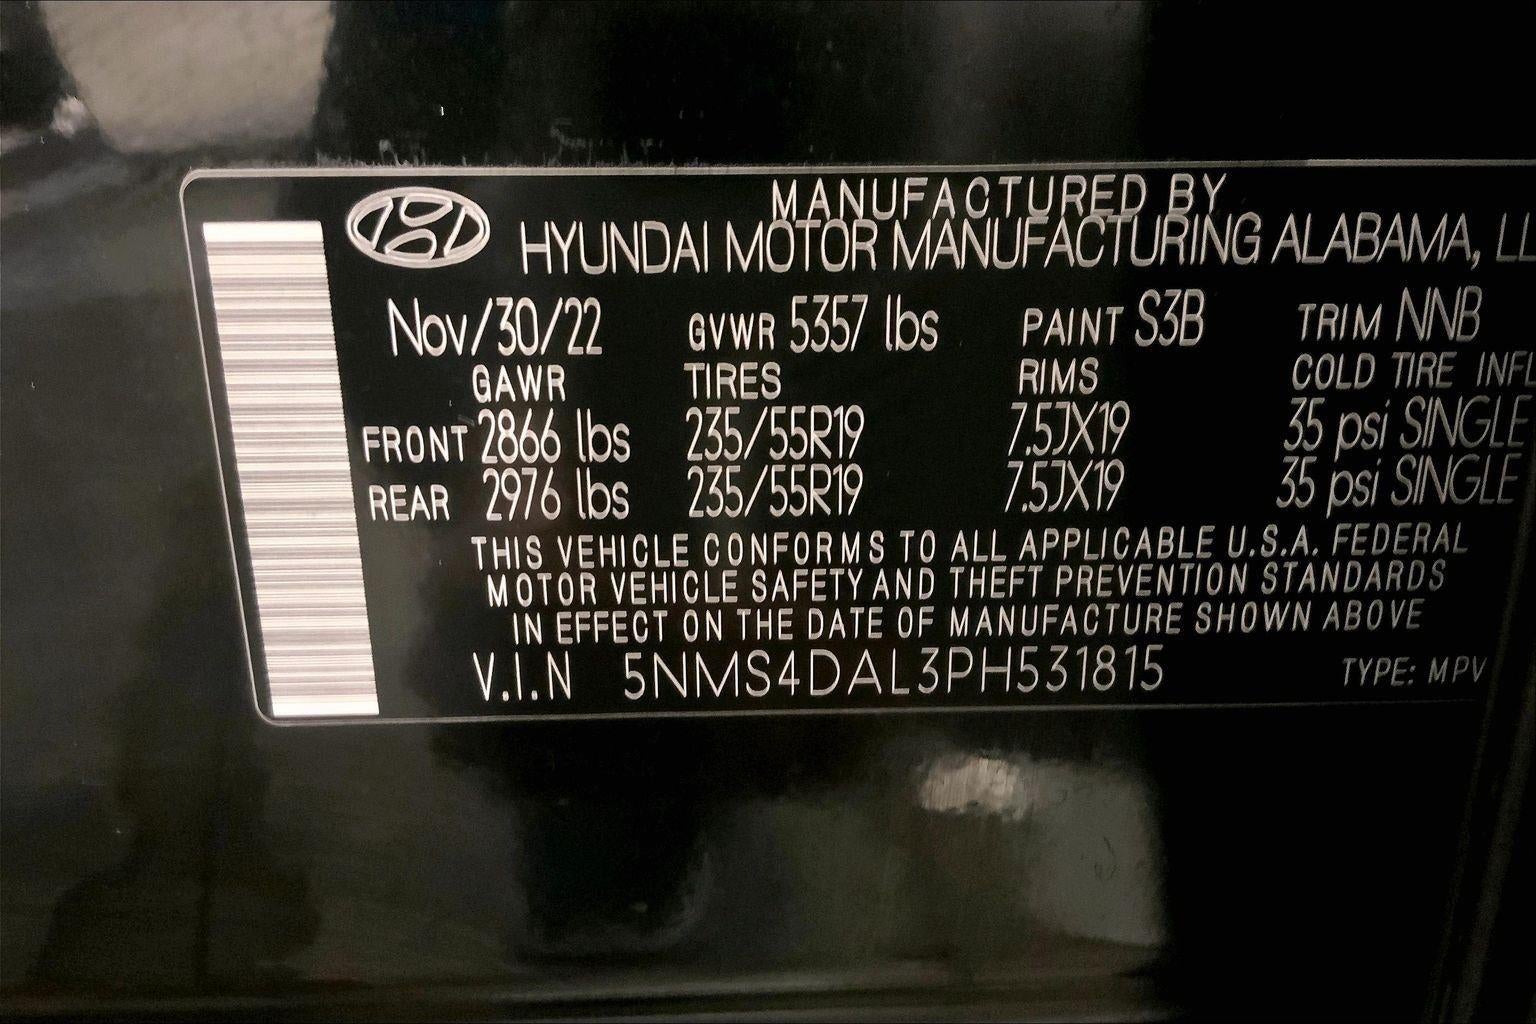 MANUFACTURED BY
HYUNDAI MOTOR MANUFACTURING ALABAMA,
Nov/30/22 GVWR 5357 lbs PAINT S3B TRIM NNB
GAWR TIRES RIMS COLD TIRE INFL
FRONT 2866 lbs 235/55R19 7.5JX19 35 psi SINGLE
REAR 2976 lbs 235/55R19 7.5JX19 35 psi SINGLE
THIS VEHICLE CONFORMS TO ALL APPLICABLE U.S.A. FEDERAL
MOTOR VEHICLE SAFETY AND THEFT PREVENTION STANDARDS
IN EFFECT ON THE DATE OF MANUFACTURE SHOWN ABOVE
V.I.N 5NMS4DAL3PH531815 TYPE: MPV